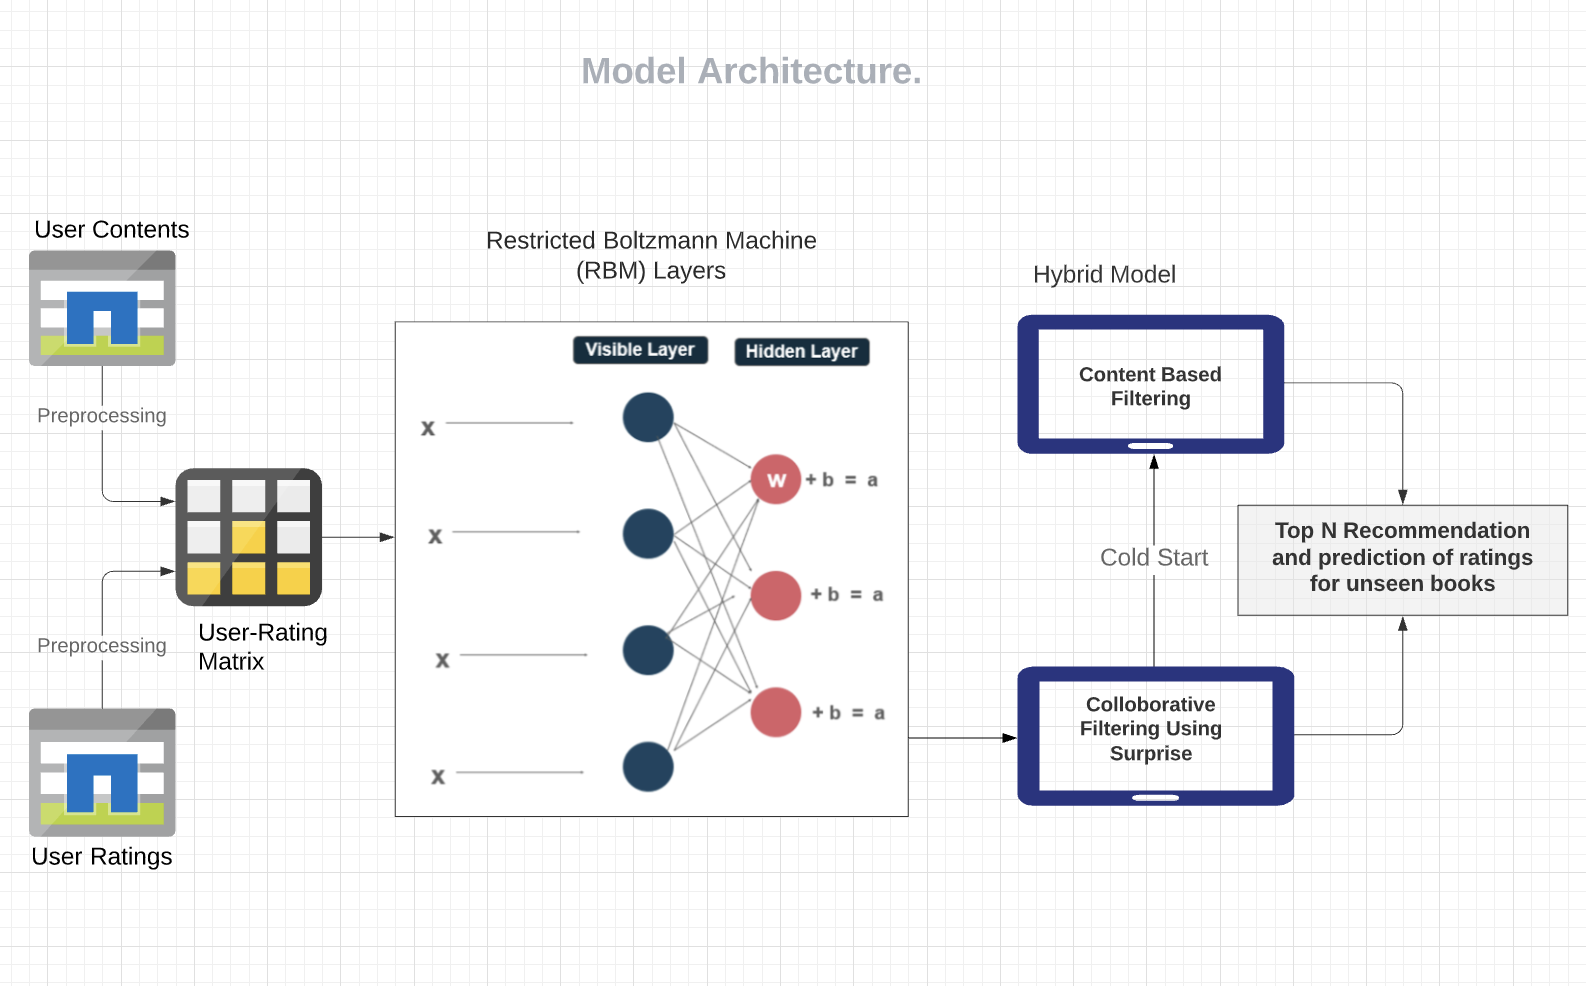 Model Architecture.
User Contents
Preprocessing
User-Rating
Matrix
Preprocessing
User Ratings
Restricted Boltzmann Machine
(RBM) Layers
Visible Layer
Hidden Layer
x
w + b = a
x
+ b = a
x
+ b = a
x
Hybrid Model
Content Based
Filtering
Cold Start
Colloborative
Filtering Using
Surprise
Top N Recommendation
and prediction of ratings
for unseen books